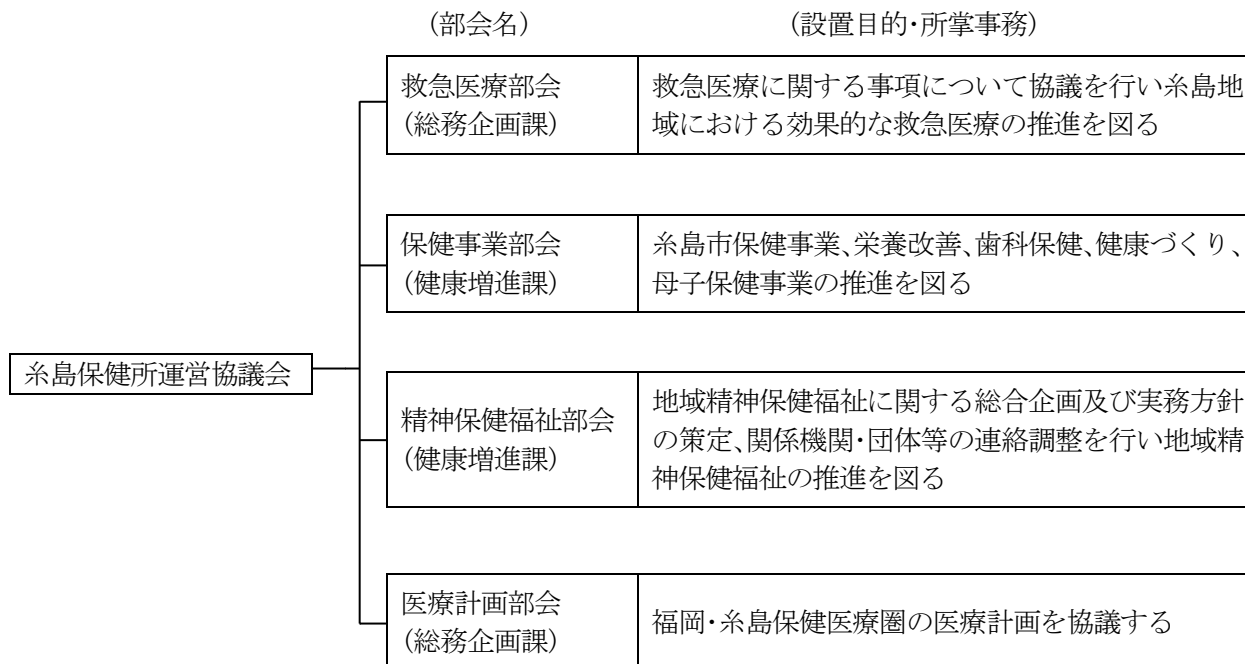 (部会名)
(設置目的・所掌事務)
救急医療部会
(総務企画課)
救急医療に関する事項について協議を行い糸島地
域における効果的な救急医療の推進を図る
保健事業部会
(健康増進課)
糸島市保健事業、栄養改善、歯科保健、健康づくり、
母子保健事業の推進を図る
糸島保健所運営協議会
精神保健福祉部会
(健康増進課)
地域精神保健福祉に関する総合企画及び実務方針
の策定、関係機関・団体等の連絡調整を行い地域精
神保健福祉の推進を図る
医療計画部会
(総務企画課)
福岡・糸島保健医療圏の医療計画を協議する